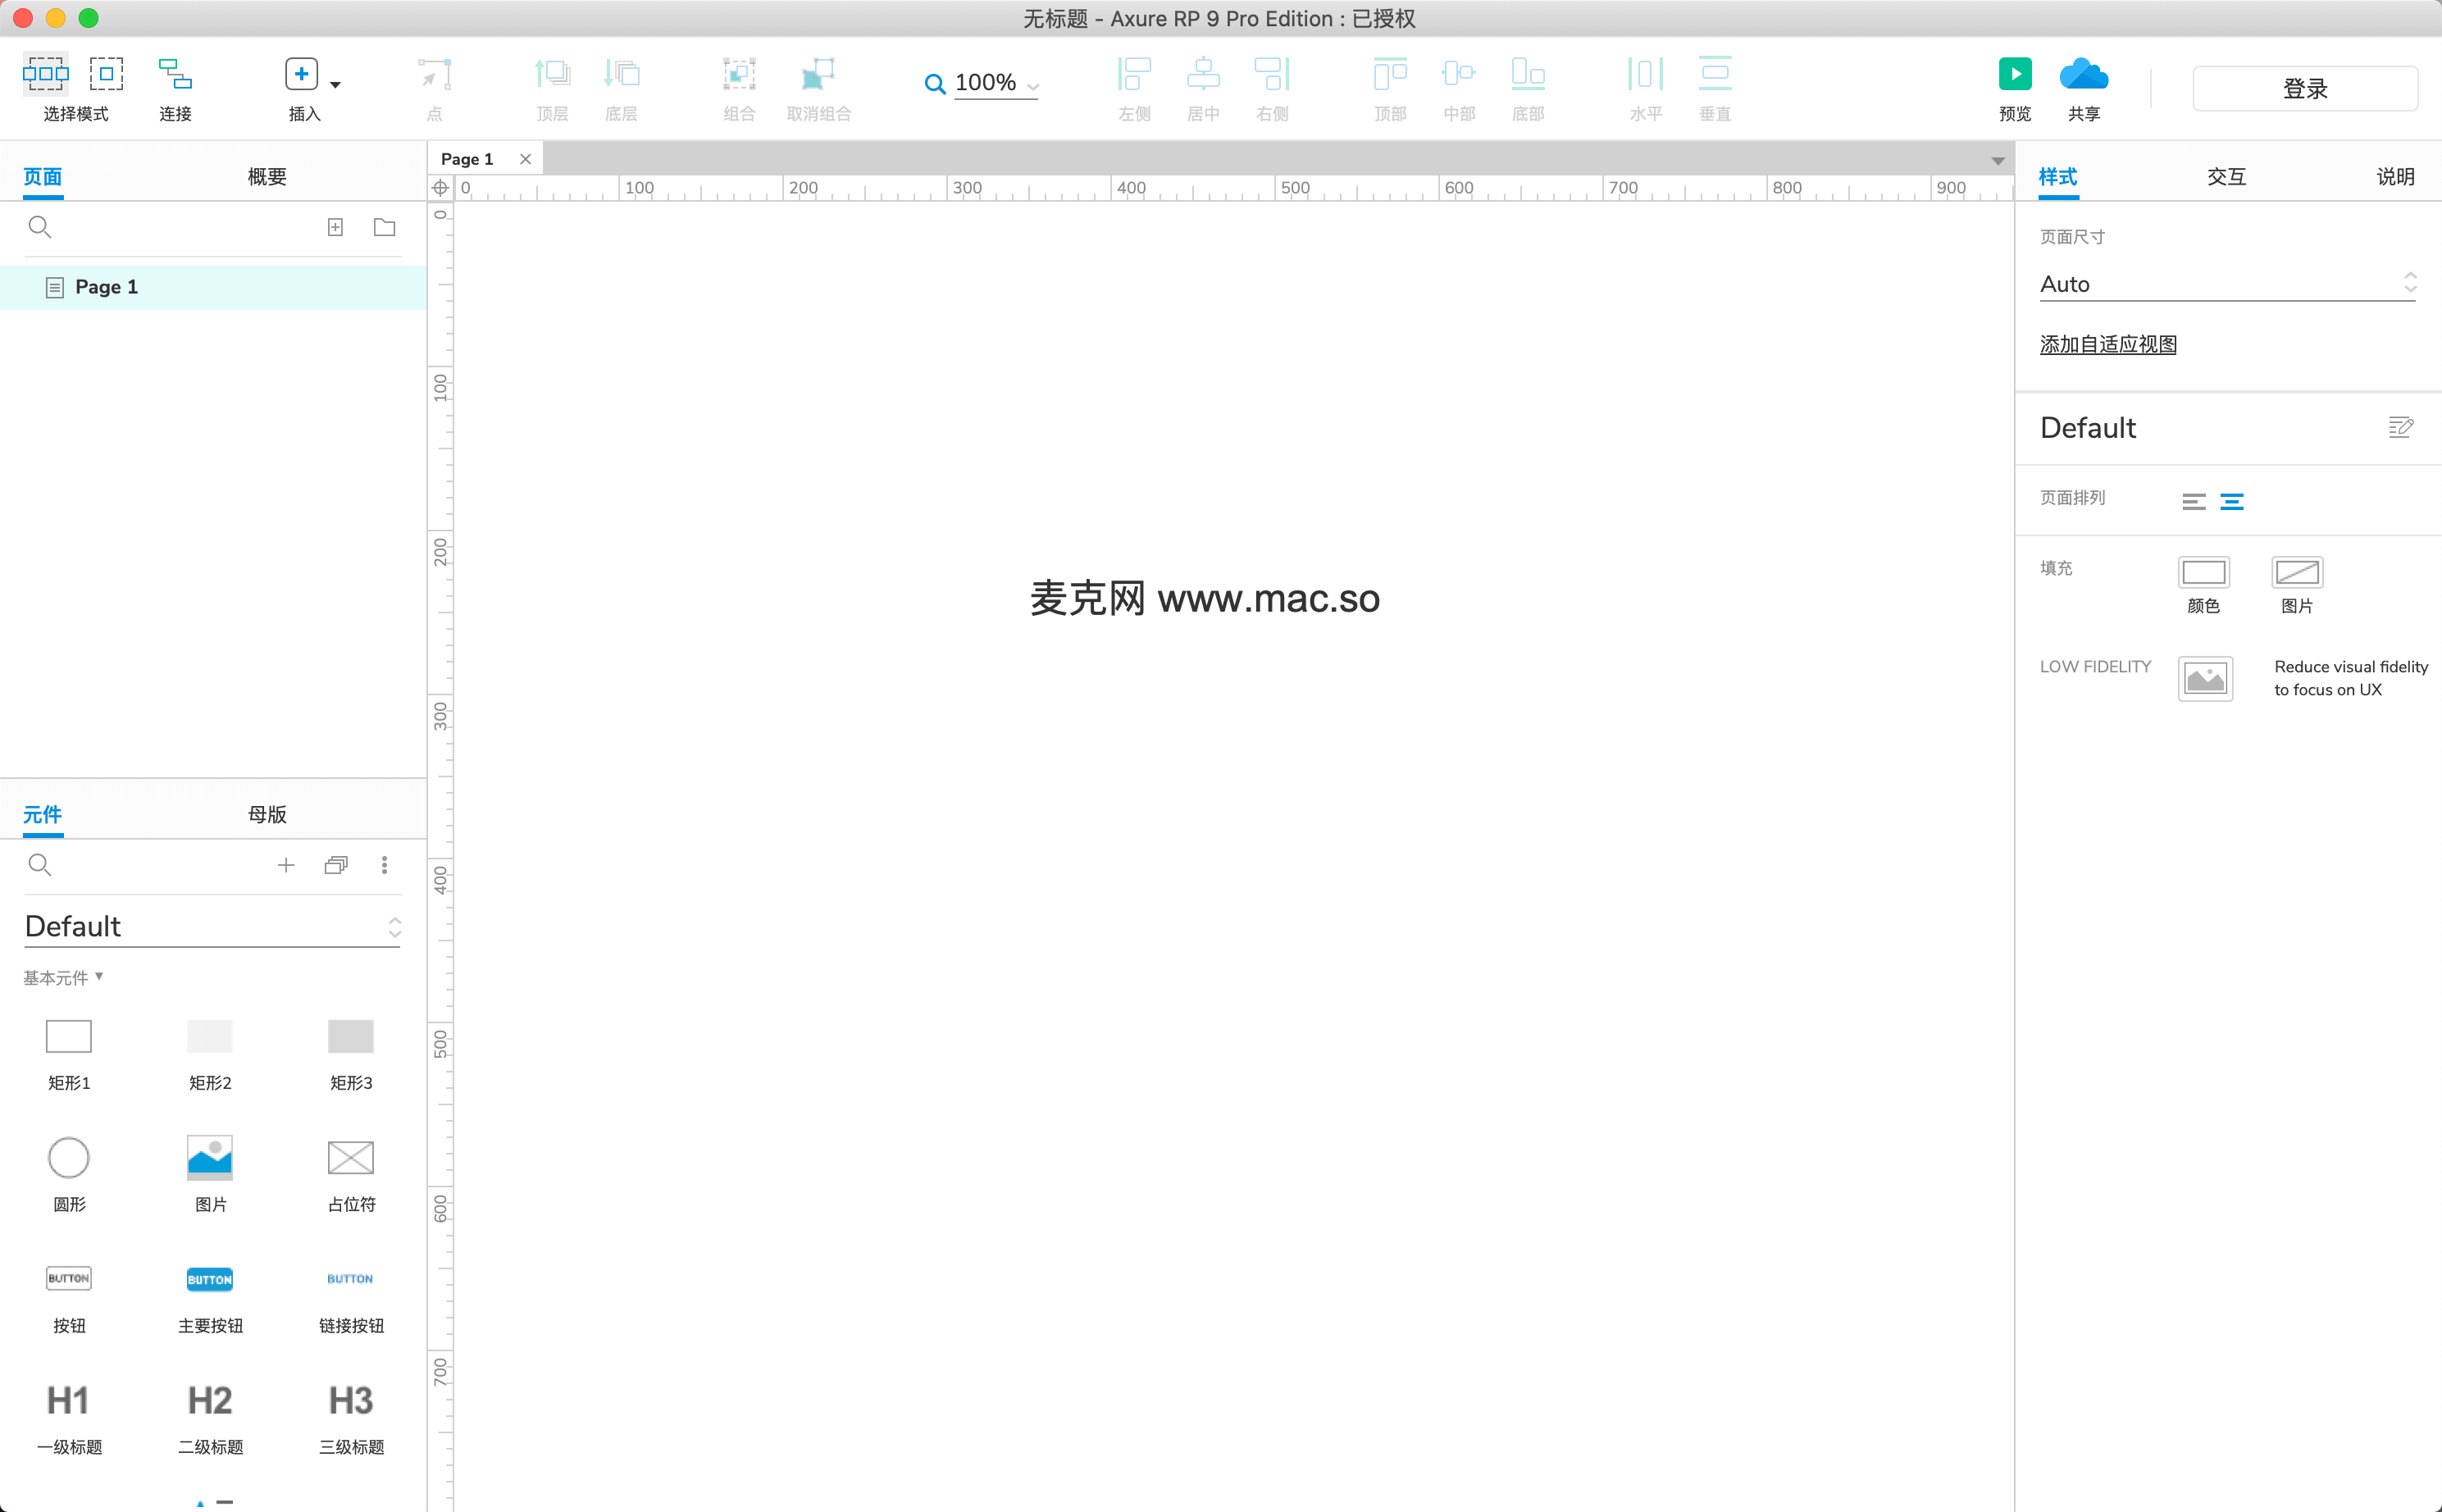 无标题 - Axure RP 9 Pro Edition : 已授权
选择模式
连接
插入
点
顶层
底层
组合
取消组合
100%
左侧
居中
右侧
顶部
中部
底部
水平
垂直
预览
共享
登录
页面
概要
Page 1
Page 1
0 100 200 300 400 500 600 700 800 900
0
100
200
300
400
500
600
700
麦克网 www.mac.so
元件
母版
Default
基本元件
矩形1
矩形2
矩形3
圆形
图片
占位符
BUTTON
BUTTON
BUTTON
按钮
主要按钮
链接按钮
H1
H2
H3
一级标题
二级标题
三级标题
样式
交互
说明
页面尺寸
Auto
添加自适应视图
Default
页面排列
填充
颜色
图片
LOW FIDELITY
Reduce visual fidelity
to focus on UX